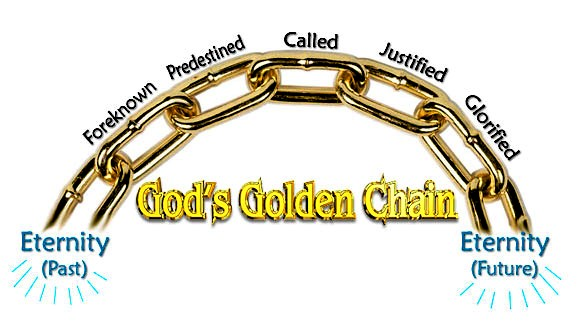 Foreknown
Predestined
Called
Justified
Glorified
God's Golden Chain
Eternity
(Past)
Eternity
(Future)